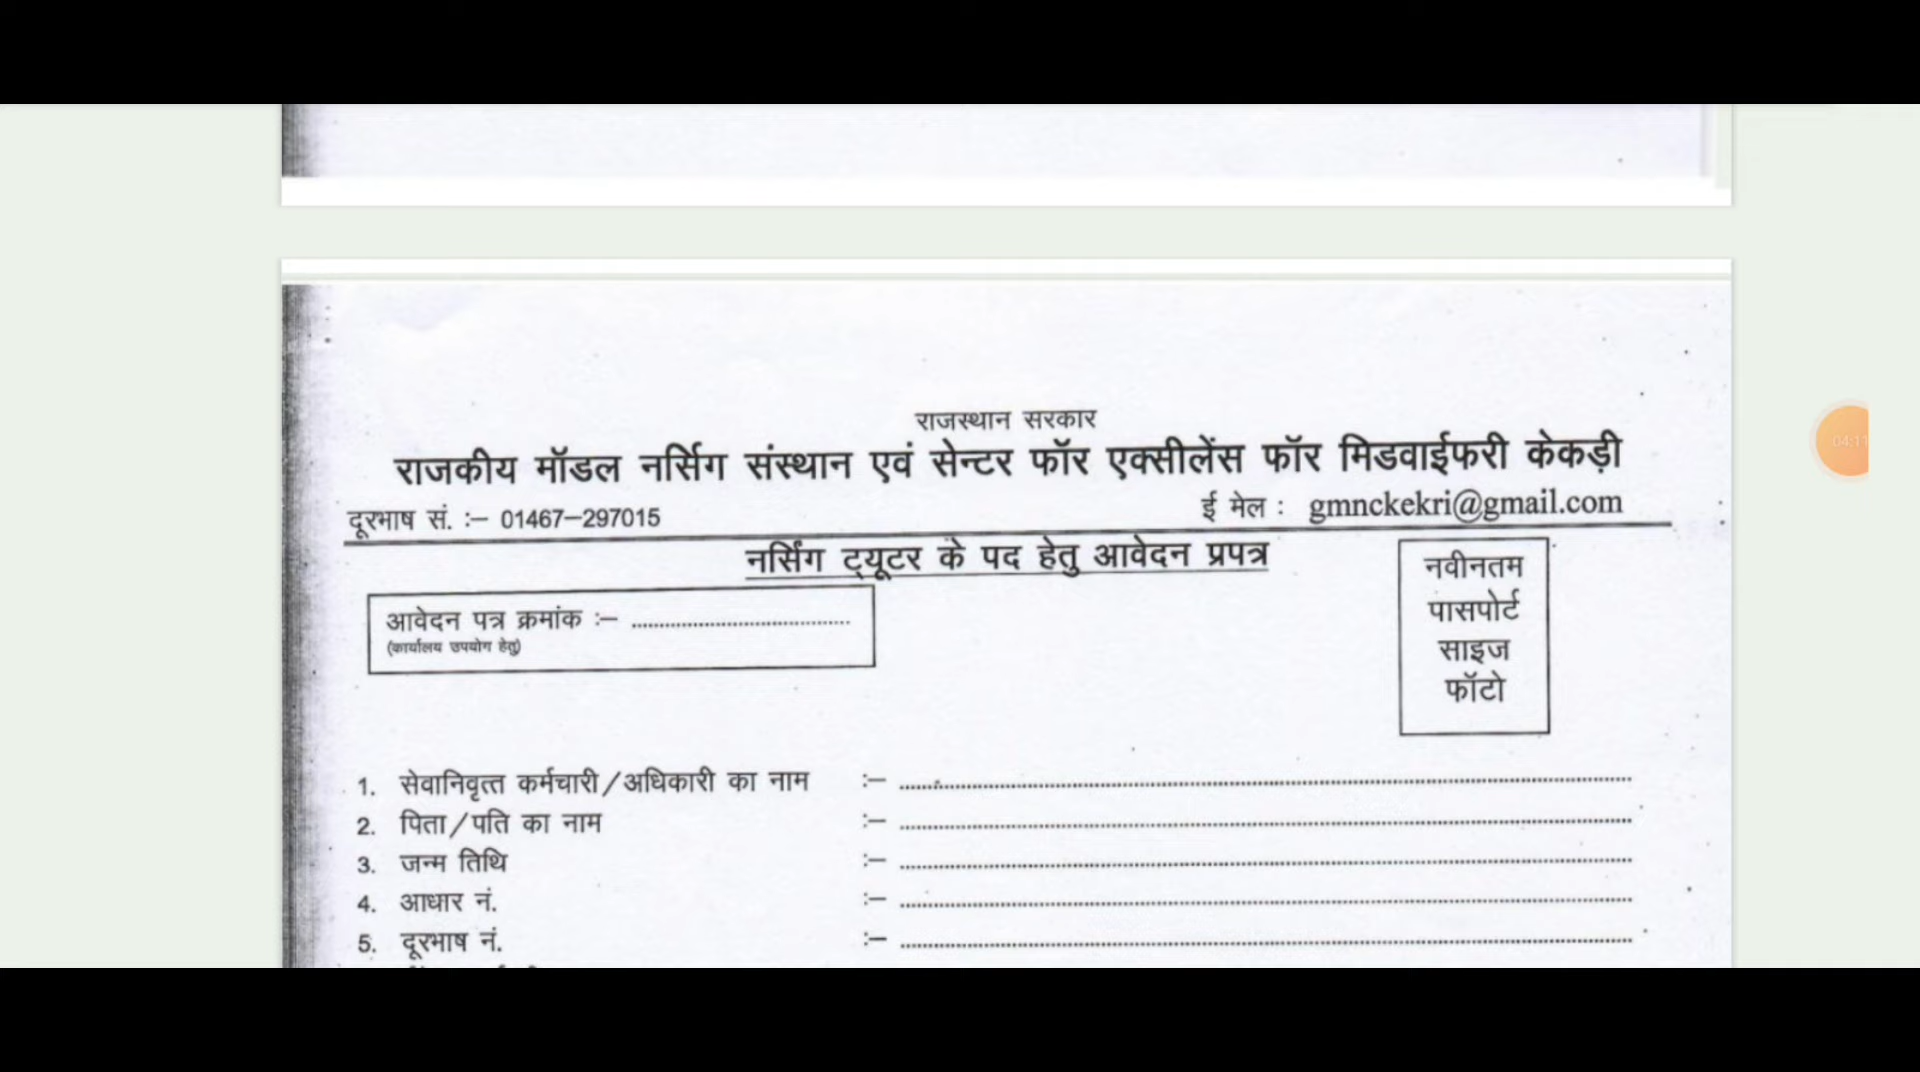 राजस्थान सरकार
राजकीय मॉडल नर्सिग संस्थान एवं सेन्टर फॉर एक्सीलेंस फॉर मिडवाईफरी केकड़ी
दूरभाष सं. :– 01467–297015 ई मेल : gmnckekri@gmail.com
नर्सिंग ट्यूटर के पद हेतु आवेदन प्रपत्र
आवेदन पत्र क्रमांक :– ........................................
(कार्यालय उपयोग हेतु)
नवीनतम
पासपोर्ट
साइज
फॉटो
1. सेवानिवृत्त कर्मचारी/अधिकारी का नाम :– ........................................
2. पिता/पति का नाम :– ........................................
3. जन्म तिथि :– ........................................
4. आधार नं. :– ........................................
5. दूरभाष नं. :– ........................................
04:11